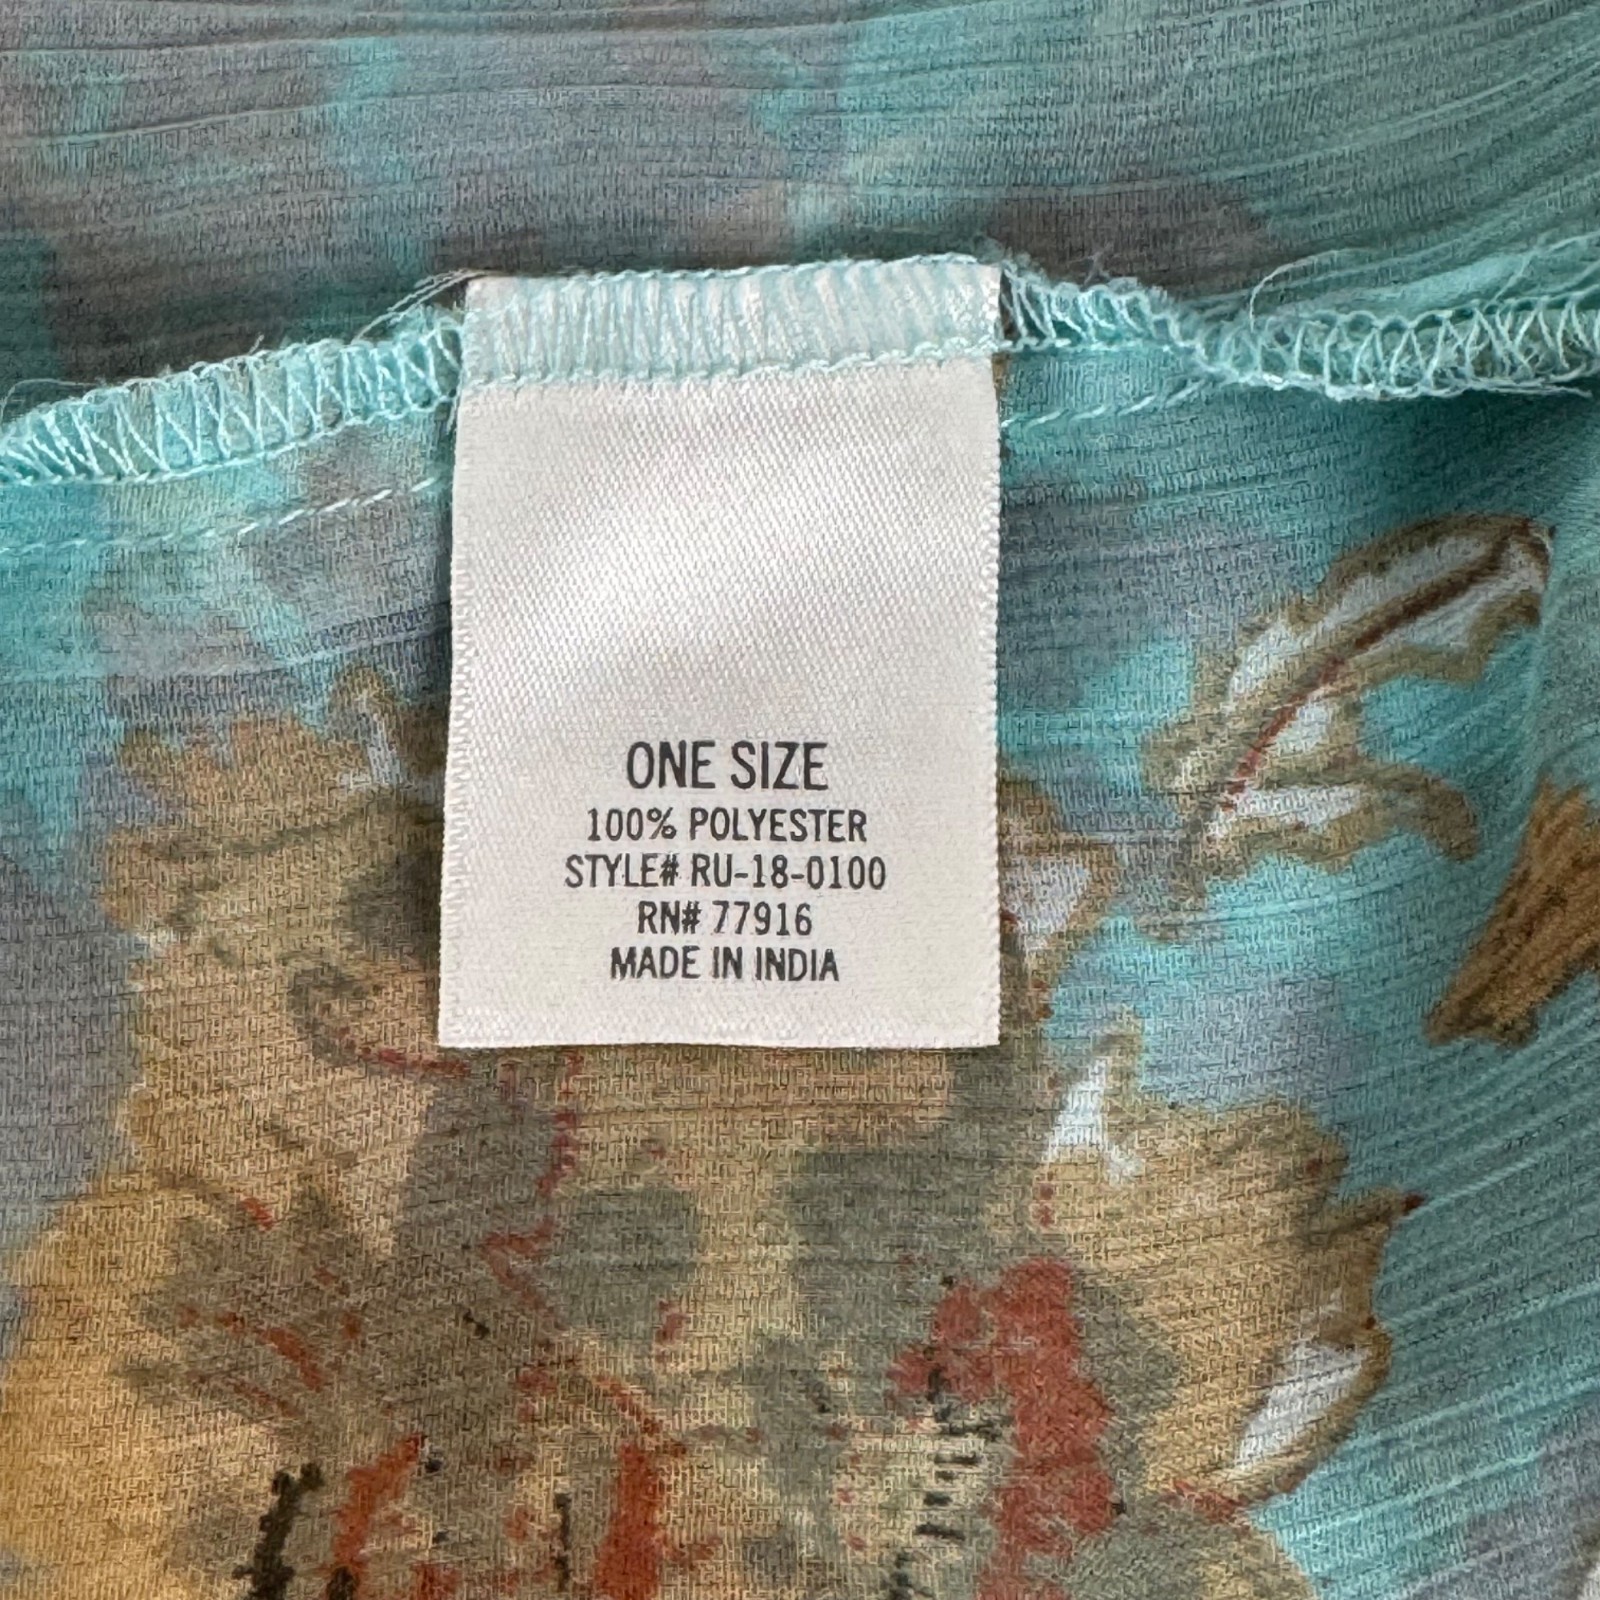 ONE SIZE
100% POLYESTER
STYLE# RU-18-0100
RN# 77916
MADE IN INDIA